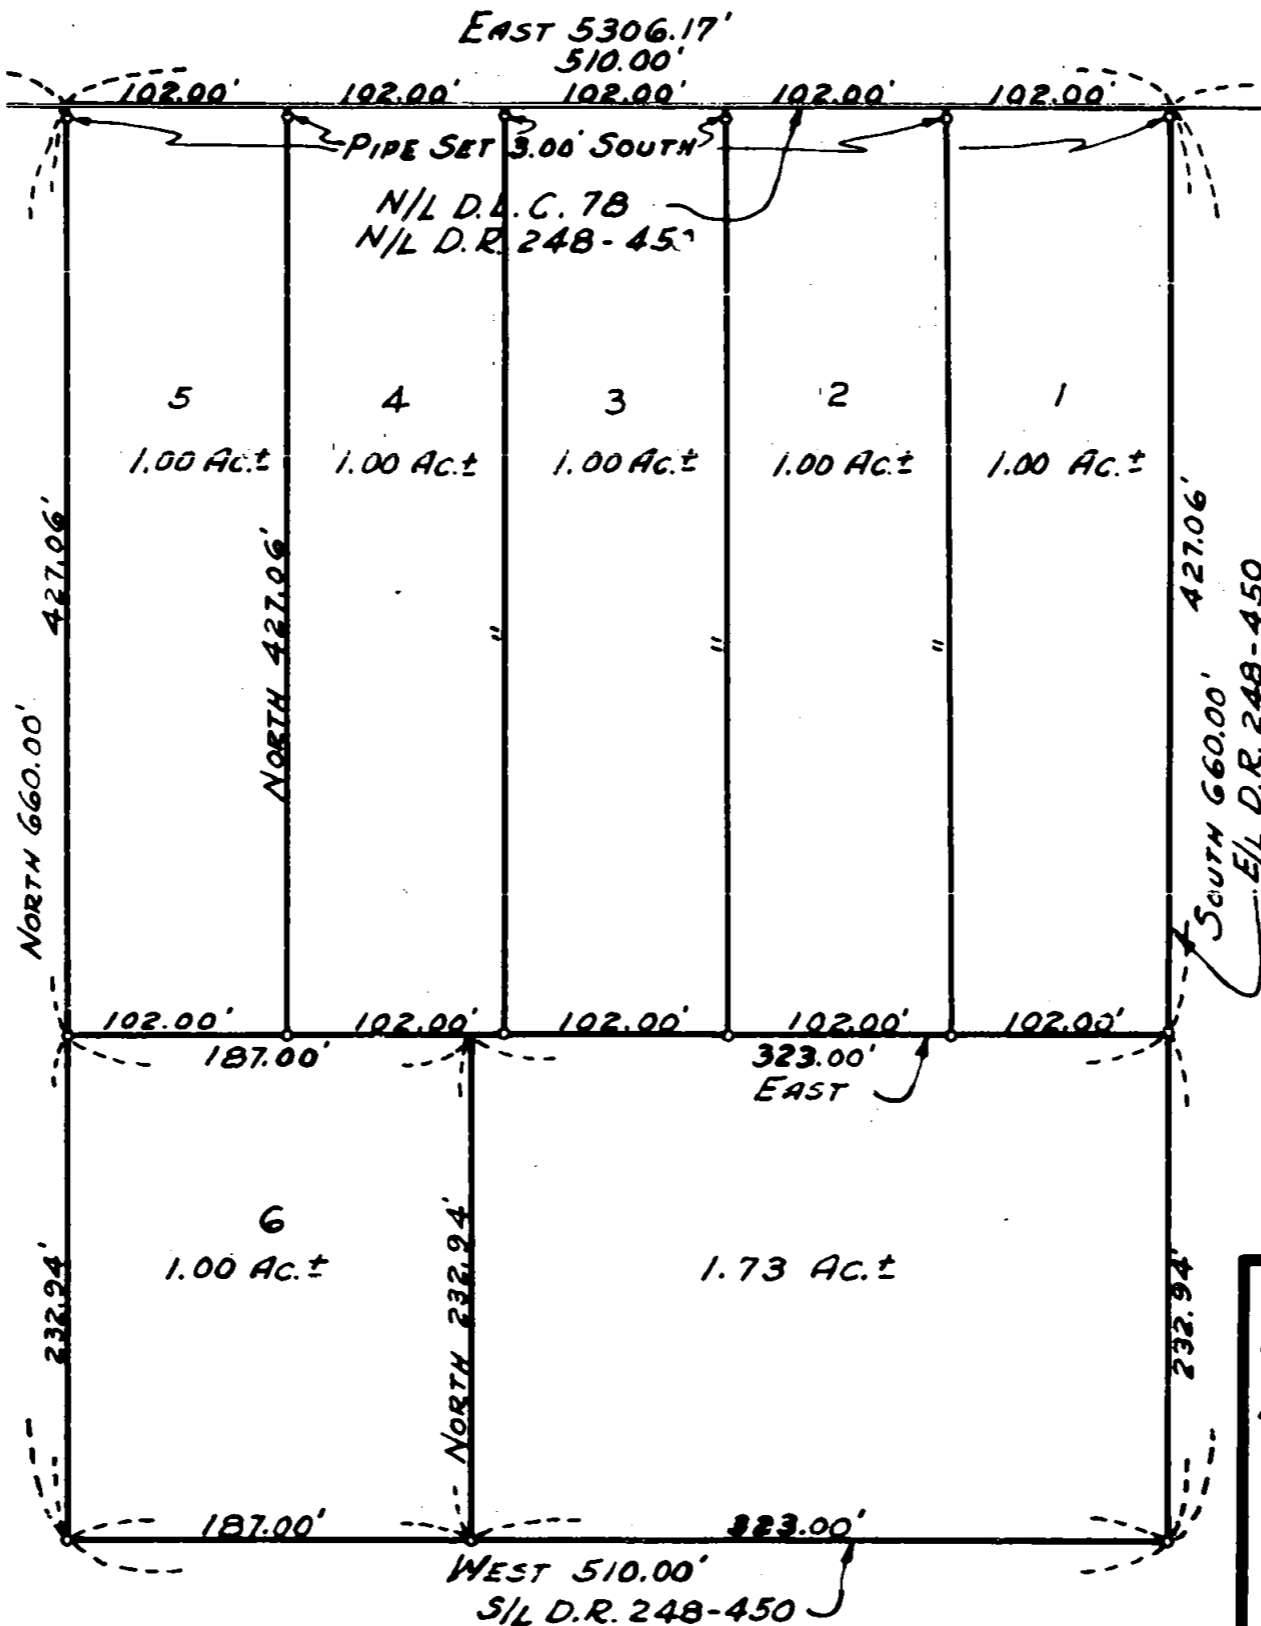 EAST 5306.17'
510.00'
102.00' 102.00' 102.00' 102.00' 102.00'
PIPE SET 3.00' SOUTH
N/L D.L.C. 78
N/L D.R. 248-450
5 4 3 2 1
1.00 Ac.± 1.00 Ac.± 1.00 Ac.± 1.00 Ac.± 1.00 Ac.±
427.06'
NORTH 427.06'
"
"
"
427.06'
NORTH 660.00'
SOUTH 660.00'
E/L D.R. 248-450
102.00' 102.00' 102.00' 102.00' 102.00'
187.00' 323.00'
EAST
6
1.00 Ac.± 1.73 Ac.±
232.94'
NORTH 232.94'
232.94'
187.00' 323.00'
WEST 510.00'
S/L D.R. 248-450